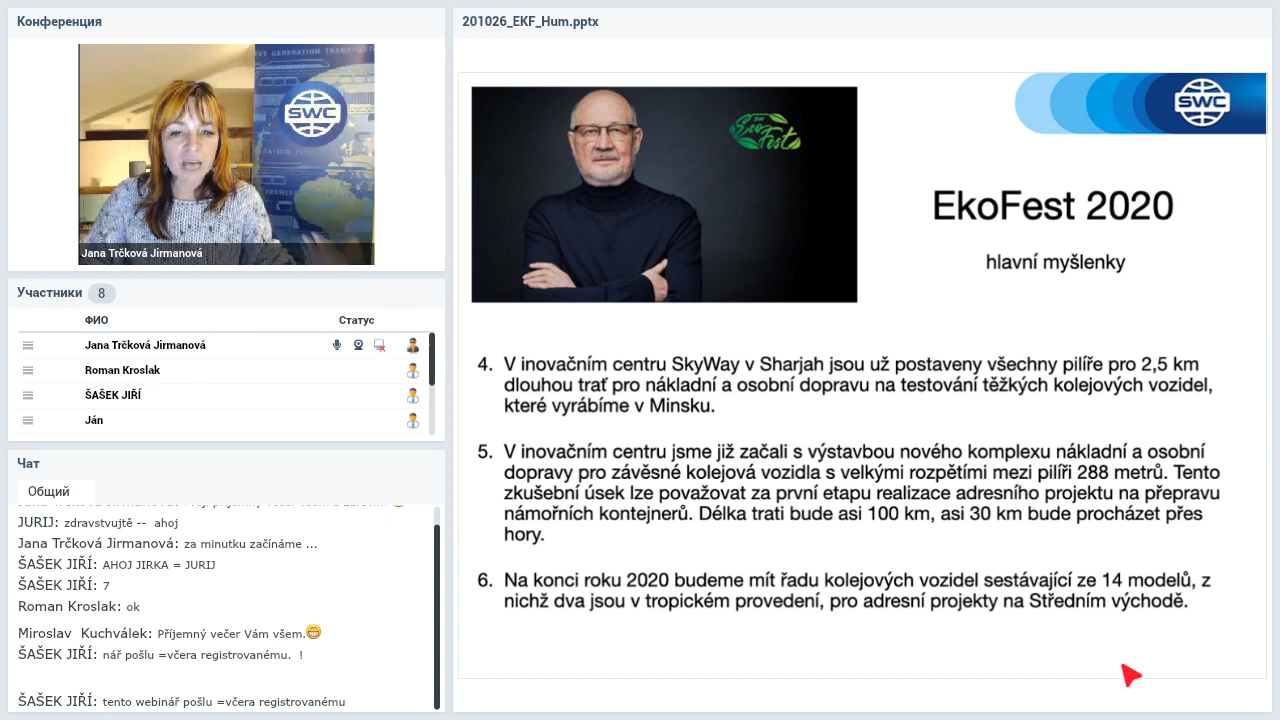 Конференция
NEXT GENERATION TRANSPORT
SWC
Jana Trčková Jirmanová
Участники 8
ФИО Статус
Jana Trčková Jirmanová
Roman Kroslak
ŠAŠEK JIŘÍ
Ján
Чат
Общий
JURIJ: zdravstvujtě -- ahoj
Jana Trčková Jirmanová: za minutku začínáme ...
ŠAŠEK JIŘÍ: AHOJ JIRKA = JURIJ
ŠAŠEK JIŘÍ: 7
Roman Kroslak: ok
Miroslav Kuchválek: Příjemný večer Vám všem.😁
ŠAŠEK JIŘÍ: nář pošlu =včera registrovanému. !
ŠAŠEK JIŘÍ: tento webinář pošlu =včera registrovanému
201026_EKF_Hum.pptx
SWC
SW
EcoFest
EkoFest 2020
hlavní myšlenky
4. V inovačním centru SkyWay v Sharjah jsou už postaveny všechny pilíře pro 2,5 km
dlouhou trať pro nákladní a osobní dopravu na testování těžkých kolejových vozidel,
které vyrábíme v Minsku.
5. V inovačním centru jsme již začali s výstavbou nového komplexu nákladní a osobní
dopravy pro závěsné kolejová vozidla s velkými rozpětími mezi pilíři 288 metrů. Tento
zkušební úsek lze považovat za první etapu realizace adresního projektu na přepravu
námořních kontejnerů. Délka trati bude asi 100 km, asi 30 km bude procházet přes
hory.
6. Na konci roku 2020 budeme mít řadu kolejových vozidel sestávající ze 14 modelů, z
nichž dva jsou v tropickém provedení, pro adresní projekty na Středním východě.